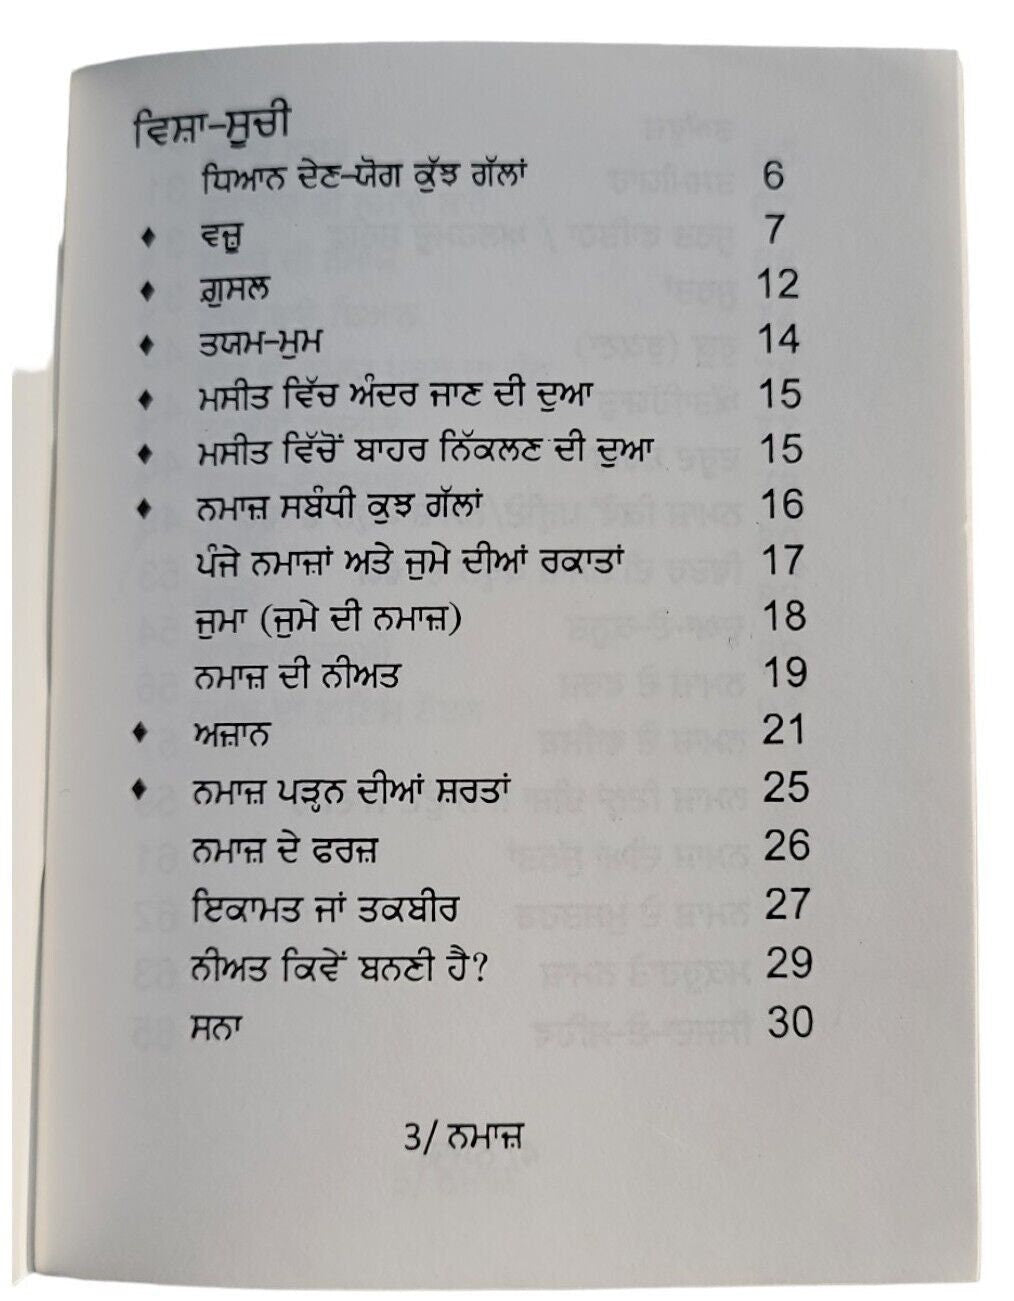 ਵਿਸ਼ਾ-ਸੂਚੀ
ਧਿਆਨ ਦੇਣ-ਯੋਗ ਕੁੱਝ ਗੱਲਾਂ 6
♦ ਵਜ਼ੂ 7
♦ ਗ਼ੁਸਲ 12
♦ ਤਯਮ-ਮੁਮ 14
♦ ਮਸੀਤ ਵਿੱਚ ਅੰਦਰ ਜਾਣ ਦੀ ਦੁਆ 15
♦ ਮਸੀਤ ਵਿੱਚੋਂ ਬਾਹਰ ਨਿੱਕਲਣ ਦੀ ਦੁਆ 15
♦ ਨਮਾਜ਼ ਸਬੰਧੀ ਕੁਝ ਗੱਲਾਂ 16
ਪੰਜੇ ਨਮਾਜ਼ਾਂ ਅਤੇ ਜੁਮੇ ਦੀਆਂ ਰਕਾਤਾਂ 17
ਜੁਮਾ (ਜੁਮੇ ਦੀ ਨਮਾਜ਼) 18
ਨਮਾਜ਼ ਦੀ ਨੀਅਤ 19
♦ ਅਜ਼ਾਨ 21
♦ ਨਮਾਜ਼ ਪੜ੍ਹਨ ਦੀਆਂ ਸ਼ਰਤਾਂ 25
ਨਮਾਜ਼ ਦੇ ਫਰਜ਼ 26
ਇਕਾਮਤ ਜਾਂ ਤਕਬੀਰ 27
ਨੀਅਤ ਕਿਵੇਂ ਬਨਣੀ ਹੈ? 29
ਸਨਾ 30
3/ ਨਮਾਜ਼